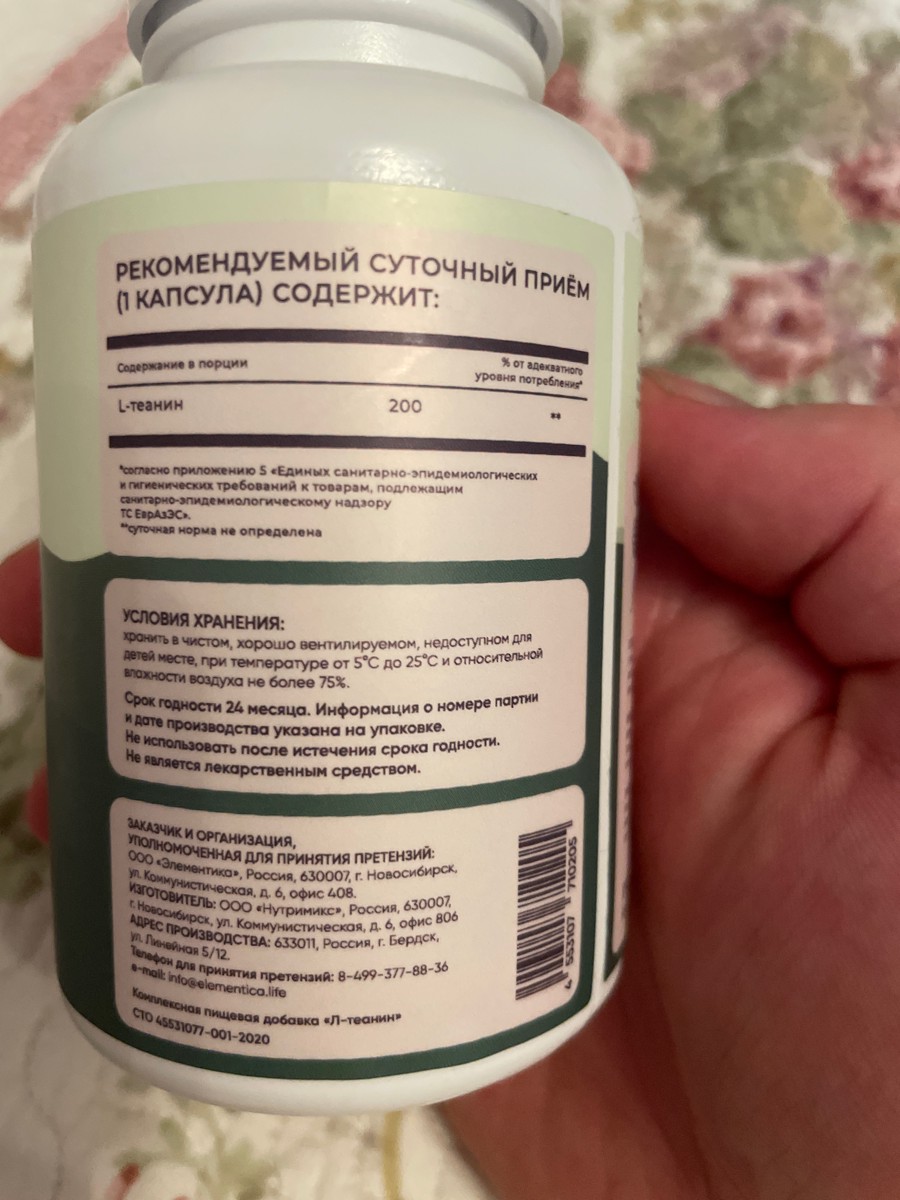 РЕКОМЕНДУЕМЫЙ СУТОЧНЫЙ ПРИЁМ
(1 КАПСУЛА) СОДЕРЖИТ:
Содержание в порции
% от адекватного
уровня потребления*
L-теанин 200 **
*согласно приложению 5 «Единых санитарно-эпидемиологических
и гигиенических требований к товарам, подлежащим
санитарно-эпидемиологическому надзору
ТС ЕврАзЭС».
**суточная норма не определена
УСЛОВИЯ ХРАНЕНИЯ:
хранить в чистом, хорошо вентилируемом, недоступном для
детей месте, при температуре от 5°C до 25°C и относительной
влажности воздуха не более 75%.
Срок годности 24 месяца. Информация о номере партии
и дате производства указана на упаковке.
Не использовать после истечения срока годности.
Не является лекарственным средством.
ЗАКАЗЧИК И ОРГАНИЗАЦИЯ,
УПОЛНОМОЧЕННАЯ ДЛЯ ПРИНЯТИЯ ПРЕТЕНЗИЙ:
ООО «Элементика», Россия, 630007, г. Новосибирск,
ул. Коммунистическая, д. 6, офис 408.
ИЗГОТОВИТЕЛЬ: ООО «Нутримикс», Россия, 630007,
г. Новосибирск, ул. Коммунистическая, д. 6, офис 806
АДРЕС ПРОИЗВОДСТВА: 633011, Россия, г. Бердск,
ул. Линейная 5/12.
Телефон для принятия претензий: 8-499-377-88-36
e-mail: info@elementica.life
Комплексная пищевая добавка «Л-теанин»
СТО 45531077-001-2020
4 553107 710205